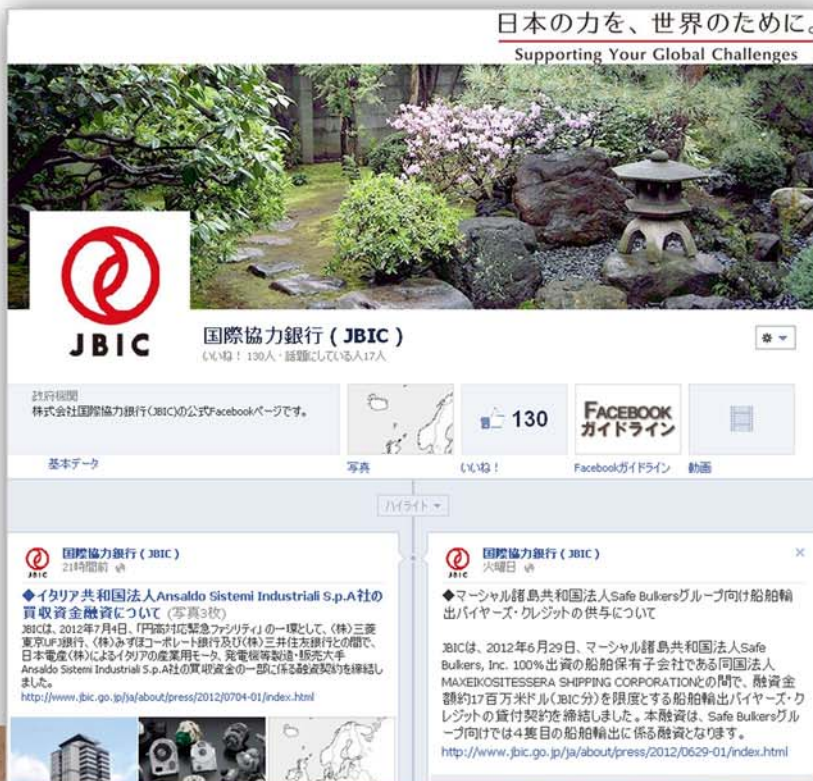 日本の力を、世界のために。
Supporting Your Global Challenges
JBIC
国際協力銀行 ( JBIC )
いいね！ 130人・話題にしている人17人
政府機関
株式会社国際協力銀行(JBIC)の公式Facebookページです。
130
FACEBOOK
ガイドライン
基本データ
写真
いいね！
Facebookガイドライン
動画
ハイライト
JBIC
国際協力銀行 ( JBIC )
21時間前
◆イタリア共和国法人Ansaldo Sistemi Industriali S.p.A社の
買収資金融資について (写真3枚)
JBICは、2012年7月4日、「円高対応緊急ファシリティ」の一環として、(株)三菱
東京UFJ銀行、(株)みずほコーポレート銀行及び(株)三井住友銀行との間で、
日本電産(株)によるイタリアの産業用モータ、発電機等製造・販売大手
Ansaldo Sistemi Industriali S.p.A社の買収資金の一部に係る融資契約を締結し
ました。
http://www.jbic.go.jp/ja/about/press/2012/0704-01/index.html
JBIC
国際協力銀行 ( JBIC )
火曜日
◆マーシャル諸島共和国法人Safe Bulkersグループ向け船舶輸
出バイヤーズ・クレジットの供与について
JBICは、2012年6月29日、マーシャル諸島共和国法人Safe
Bulkers, Inc. 100%出資の船舶保有子会社である同国法人
MAXEIKOSITESSERA SHIPPING CORPORATIONとの間で、融資金
額約17百万米ドル(JBIC分)を限度とする船舶輸出バイヤーズ・ク
レジットの貸付契約を締結しました。本融資は、Safe Bulkersグルー
プ向けでは4隻目の船舶輸出に係る融資となります。
http://www.jbic.go.jp/ja/about/press/2012/0629-01/index.html